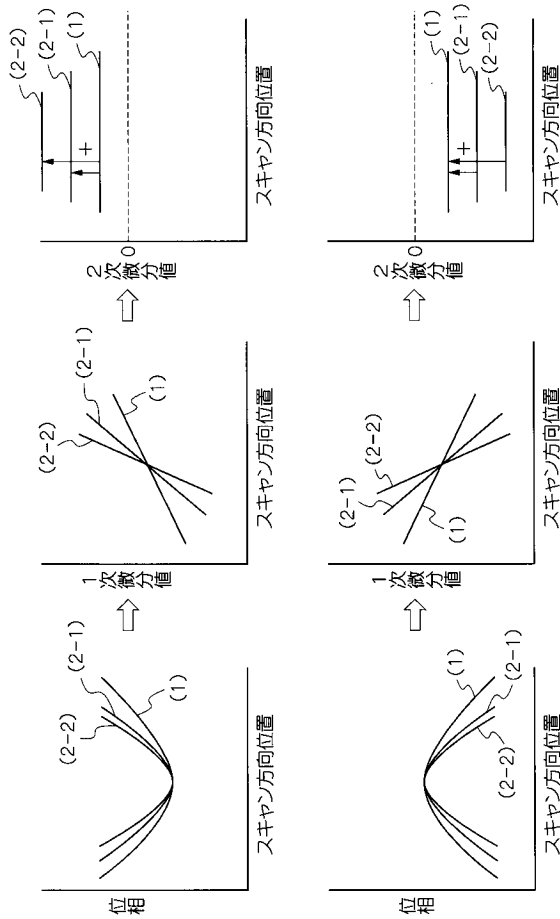 位相
(2-2)
(2-1)
(1)
スキャン方向位置
1次微分値
(2-2)
(2-1)
(1)
スキャン方向位置
2次微分値
0
(2-2)
(2-1)
(1)
+
スキャン方向位置
位相
(1)
(2-1)
(2-2)
スキャン方向位置
1次微分値
(2-2)
(2-1)
(1)
スキャン方向位置
2次微分値
0
(1)
(2-1)
(2-2)
+
スキャン方向位置